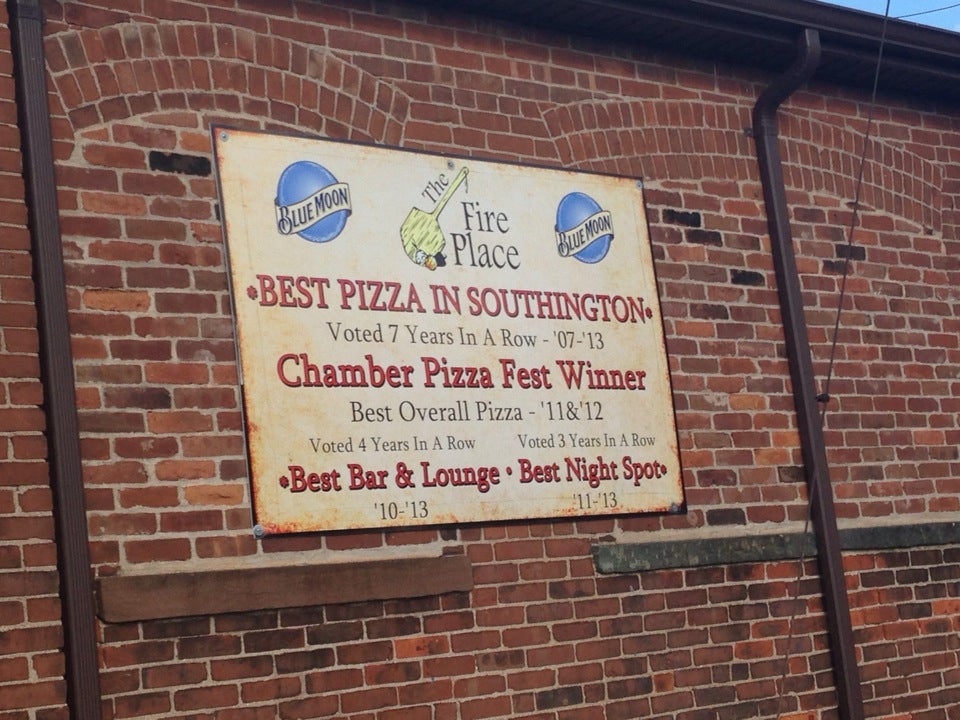 BLUE MOON
The
Fire
Place
BLUE MOON
*BEST PIZZA IN SOUTHINGTON*
Voted 7 Years In A Row - '07-'13
Chamber Pizza Fest Winner
Best Overall Pizza - '11&'12
Voted 4 Years In A Row Voted 3 Years In A Row
*Best Bar & Lounge • Best Night Spot*
'10-'13 '11-'13